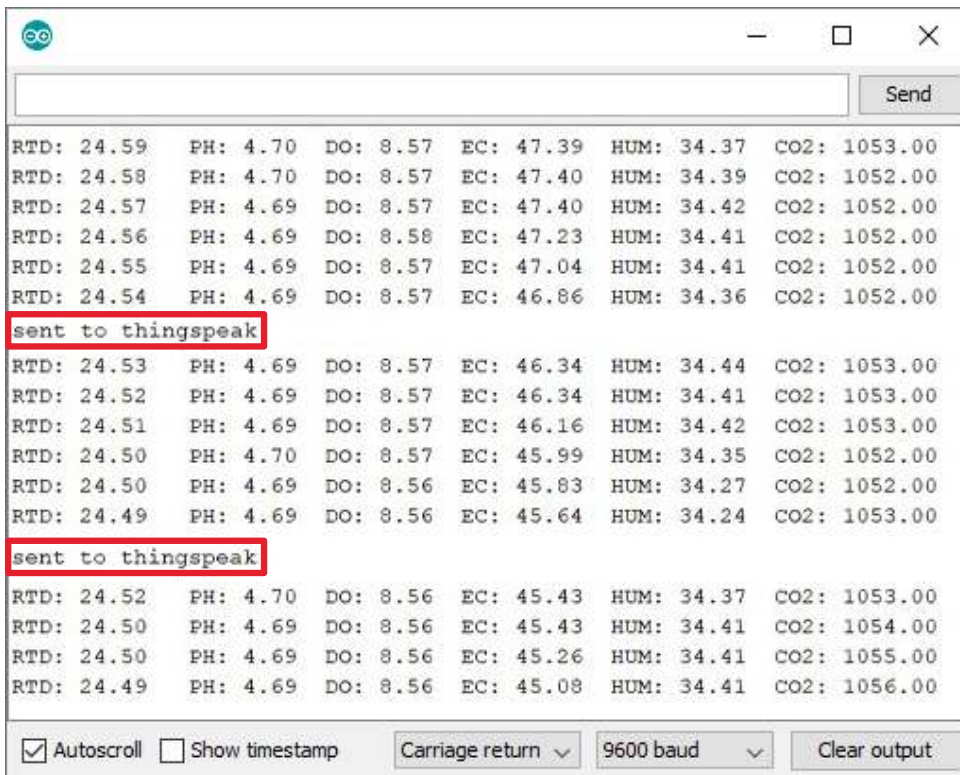 Send
RTD: 24.59 PH: 4.70 DO: 8.57 EC: 47.39 HUM: 34.37 CO2: 1053.00
RTD: 24.58 PH: 4.70 DO: 8.57 EC: 47.40 HUM: 34.39 CO2: 1052.00
RTD: 24.57 PH: 4.69 DO: 8.57 EC: 47.40 HUM: 34.42 CO2: 1052.00
RTD: 24.56 PH: 4.69 DO: 8.58 EC: 47.23 HUM: 34.41 CO2: 1052.00
RTD: 24.55 PH: 4.69 DO: 8.57 EC: 47.04 HUM: 34.41 CO2: 1052.00
RTD: 24.54 PH: 4.69 DO: 8.57 EC: 46.86 HUM: 34.36 CO2: 1052.00
sent to thingspeak
RTD: 24.53 PH: 4.69 DO: 8.57 EC: 46.34 HUM: 34.44 CO2: 1053.00
RTD: 24.52 PH: 4.69 DO: 8.57 EC: 46.34 HUM: 34.41 CO2: 1053.00
RTD: 24.51 PH: 4.69 DO: 8.57 EC: 46.16 HUM: 34.42 CO2: 1053.00
RTD: 24.50 PH: 4.70 DO: 8.57 EC: 45.99 HUM: 34.35 CO2: 1052.00
RTD: 24.50 PH: 4.69 DO: 8.56 EC: 45.83 HUM: 34.27 CO2: 1052.00
RTD: 24.49 PH: 4.69 DO: 8.56 EC: 45.64 HUM: 34.24 CO2: 1053.00
sent to thingspeak
RTD: 24.52 PH: 4.70 DO: 8.56 EC: 45.43 HUM: 34.37 CO2: 1053.00
RTD: 24.50 PH: 4.69 DO: 8.56 EC: 45.43 HUM: 34.41 CO2: 1054.00
RTD: 24.50 PH: 4.69 DO: 8.56 EC: 45.26 HUM: 34.41 CO2: 1055.00
RTD: 24.49 PH: 4.69 DO: 8.56 EC: 45.08 HUM: 34.41 CO2: 1056.00
Autoscroll Show timestamp Carriage return 9600 baud Clear output